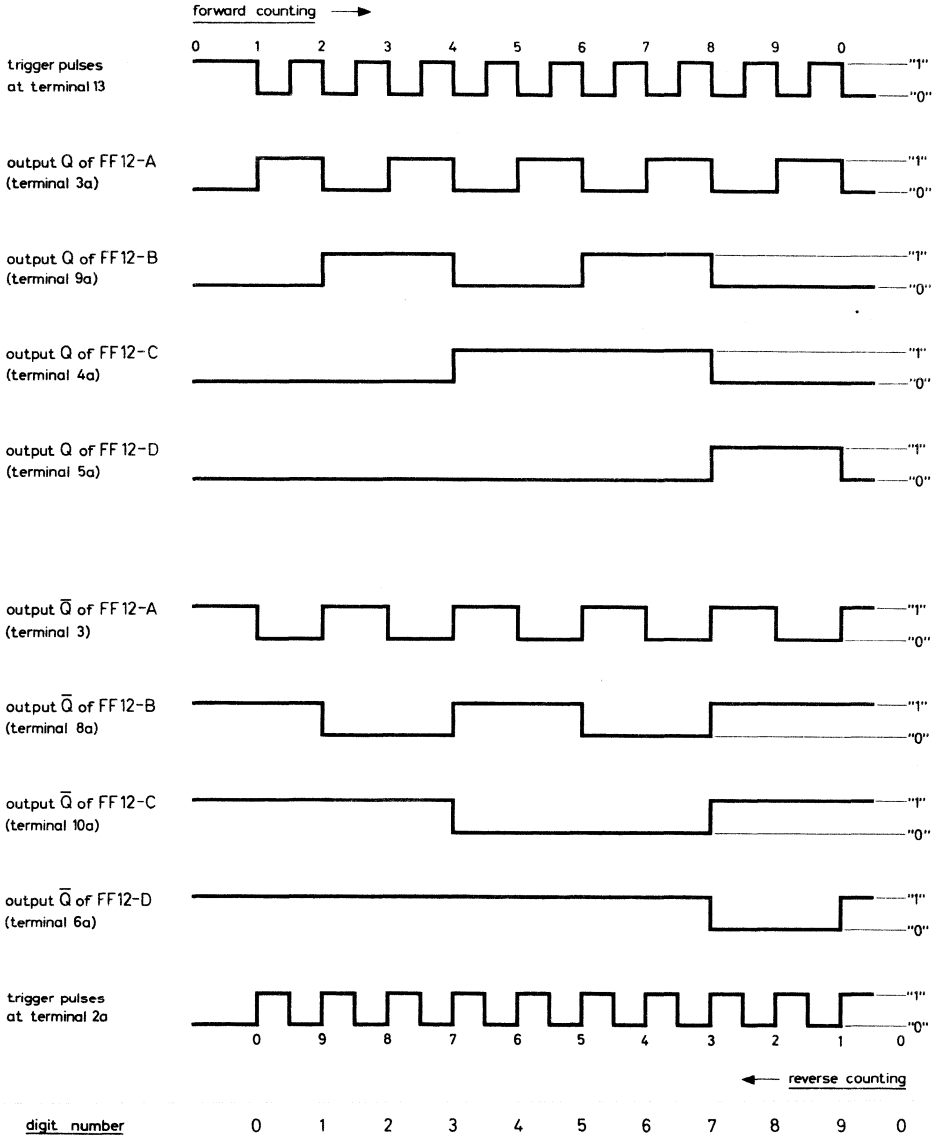 forward counting
0 1 2 3 4 5 6 7 8 9 0
trigger pulses
at terminal 13
"1"
"0"
output Q of FF12-A
(terminal 3a)
"1"
"0"
output Q of FF12-B
(terminal 9a)
"1"
"0"
output Q of FF12-C
(terminal 4a)
"1"
"0"
output Q of FF12-D
(terminal 5a)
"1"
"0"
output Q̅ of FF12-A
(terminal 3)
"1"
"0"
output Q̅ of FF12-B
(terminal 8a)
"1"
"0"
output Q̅ of FF12-C
(terminal 10a)
"1"
"0"
output Q̅ of FF12-D
(terminal 6a)
"1"
"0"
trigger pulses
at terminal 2a
"1"
"0"
0 9 8 7 6 5 4 3 2 1 0
reverse counting
digit number 0 1 2 3 4 5 6 7 8 9 0